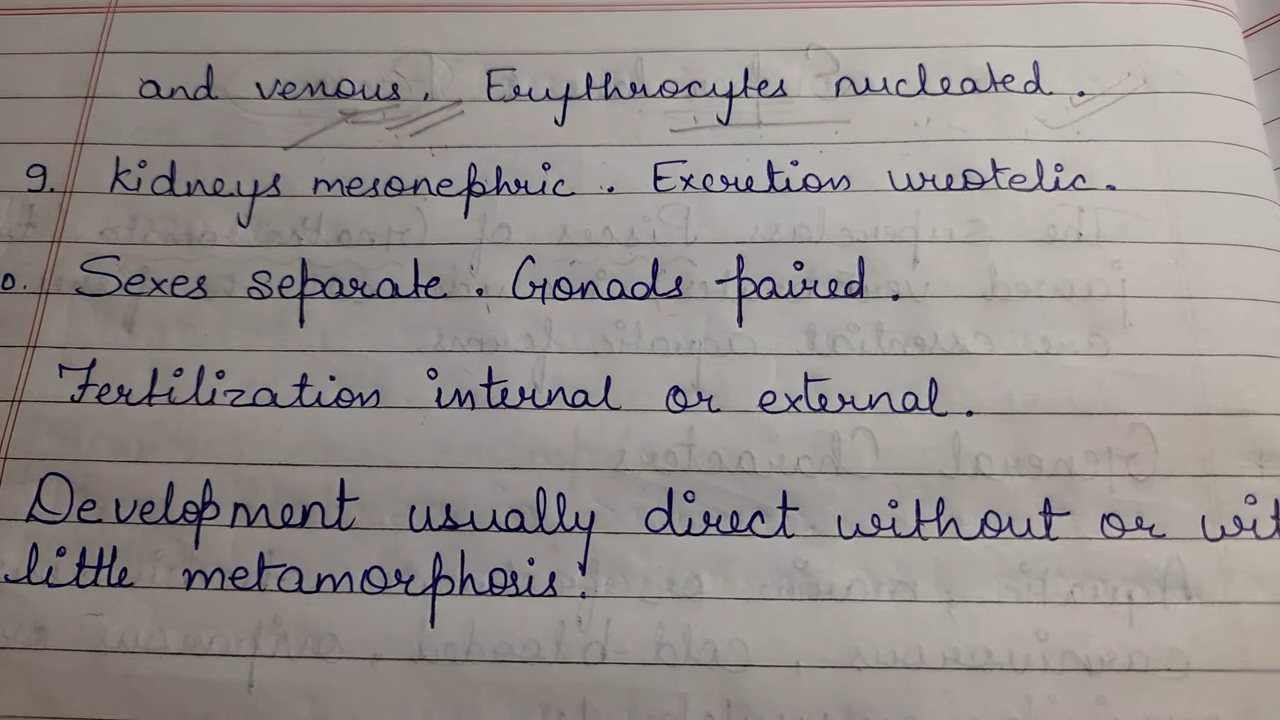 and venous. Erythrocytes nucleated.
9. Kidneys mesonephric. Excretion ureotelic.
0. Sexes separate. Gonads paired.
Fertilization internal or external.
Development usually direct without or wit
little metamorphosis.